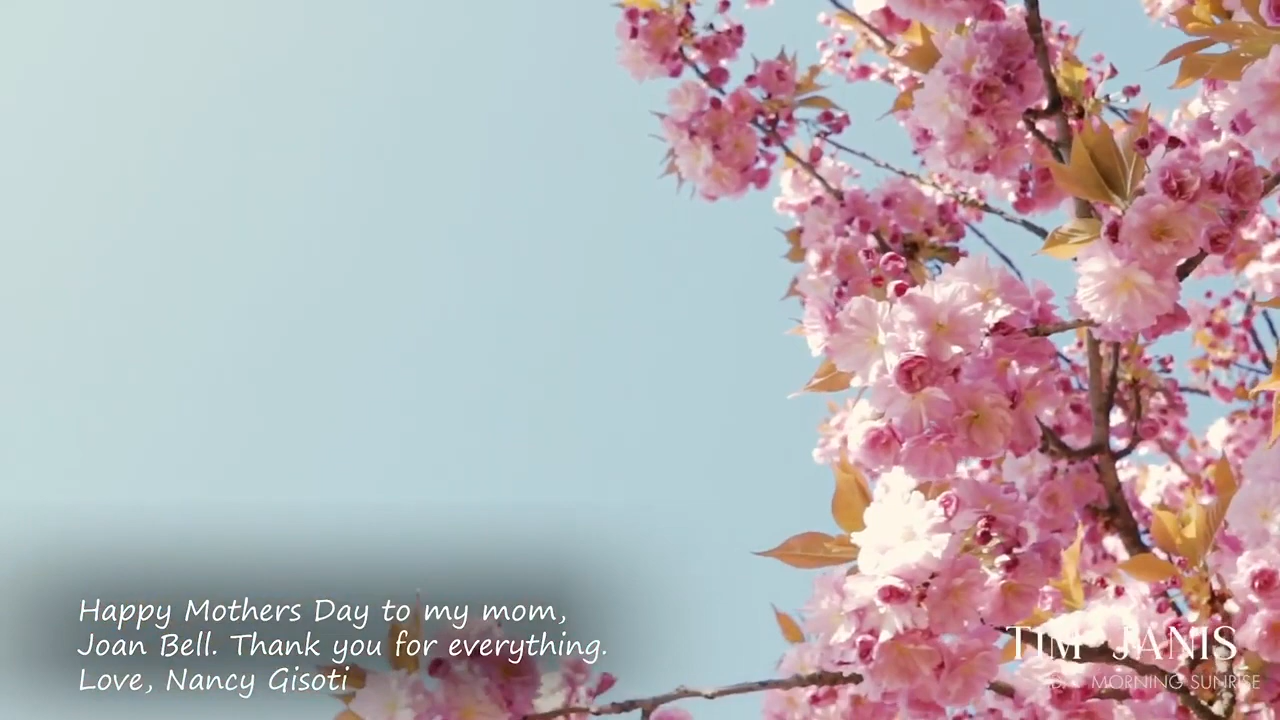 Happy Mothers Day to my mom,
Joan Bell. Thank you for everything.
Love, Nancy Gisoti
TIM JANIS
MORNING SUNRISE